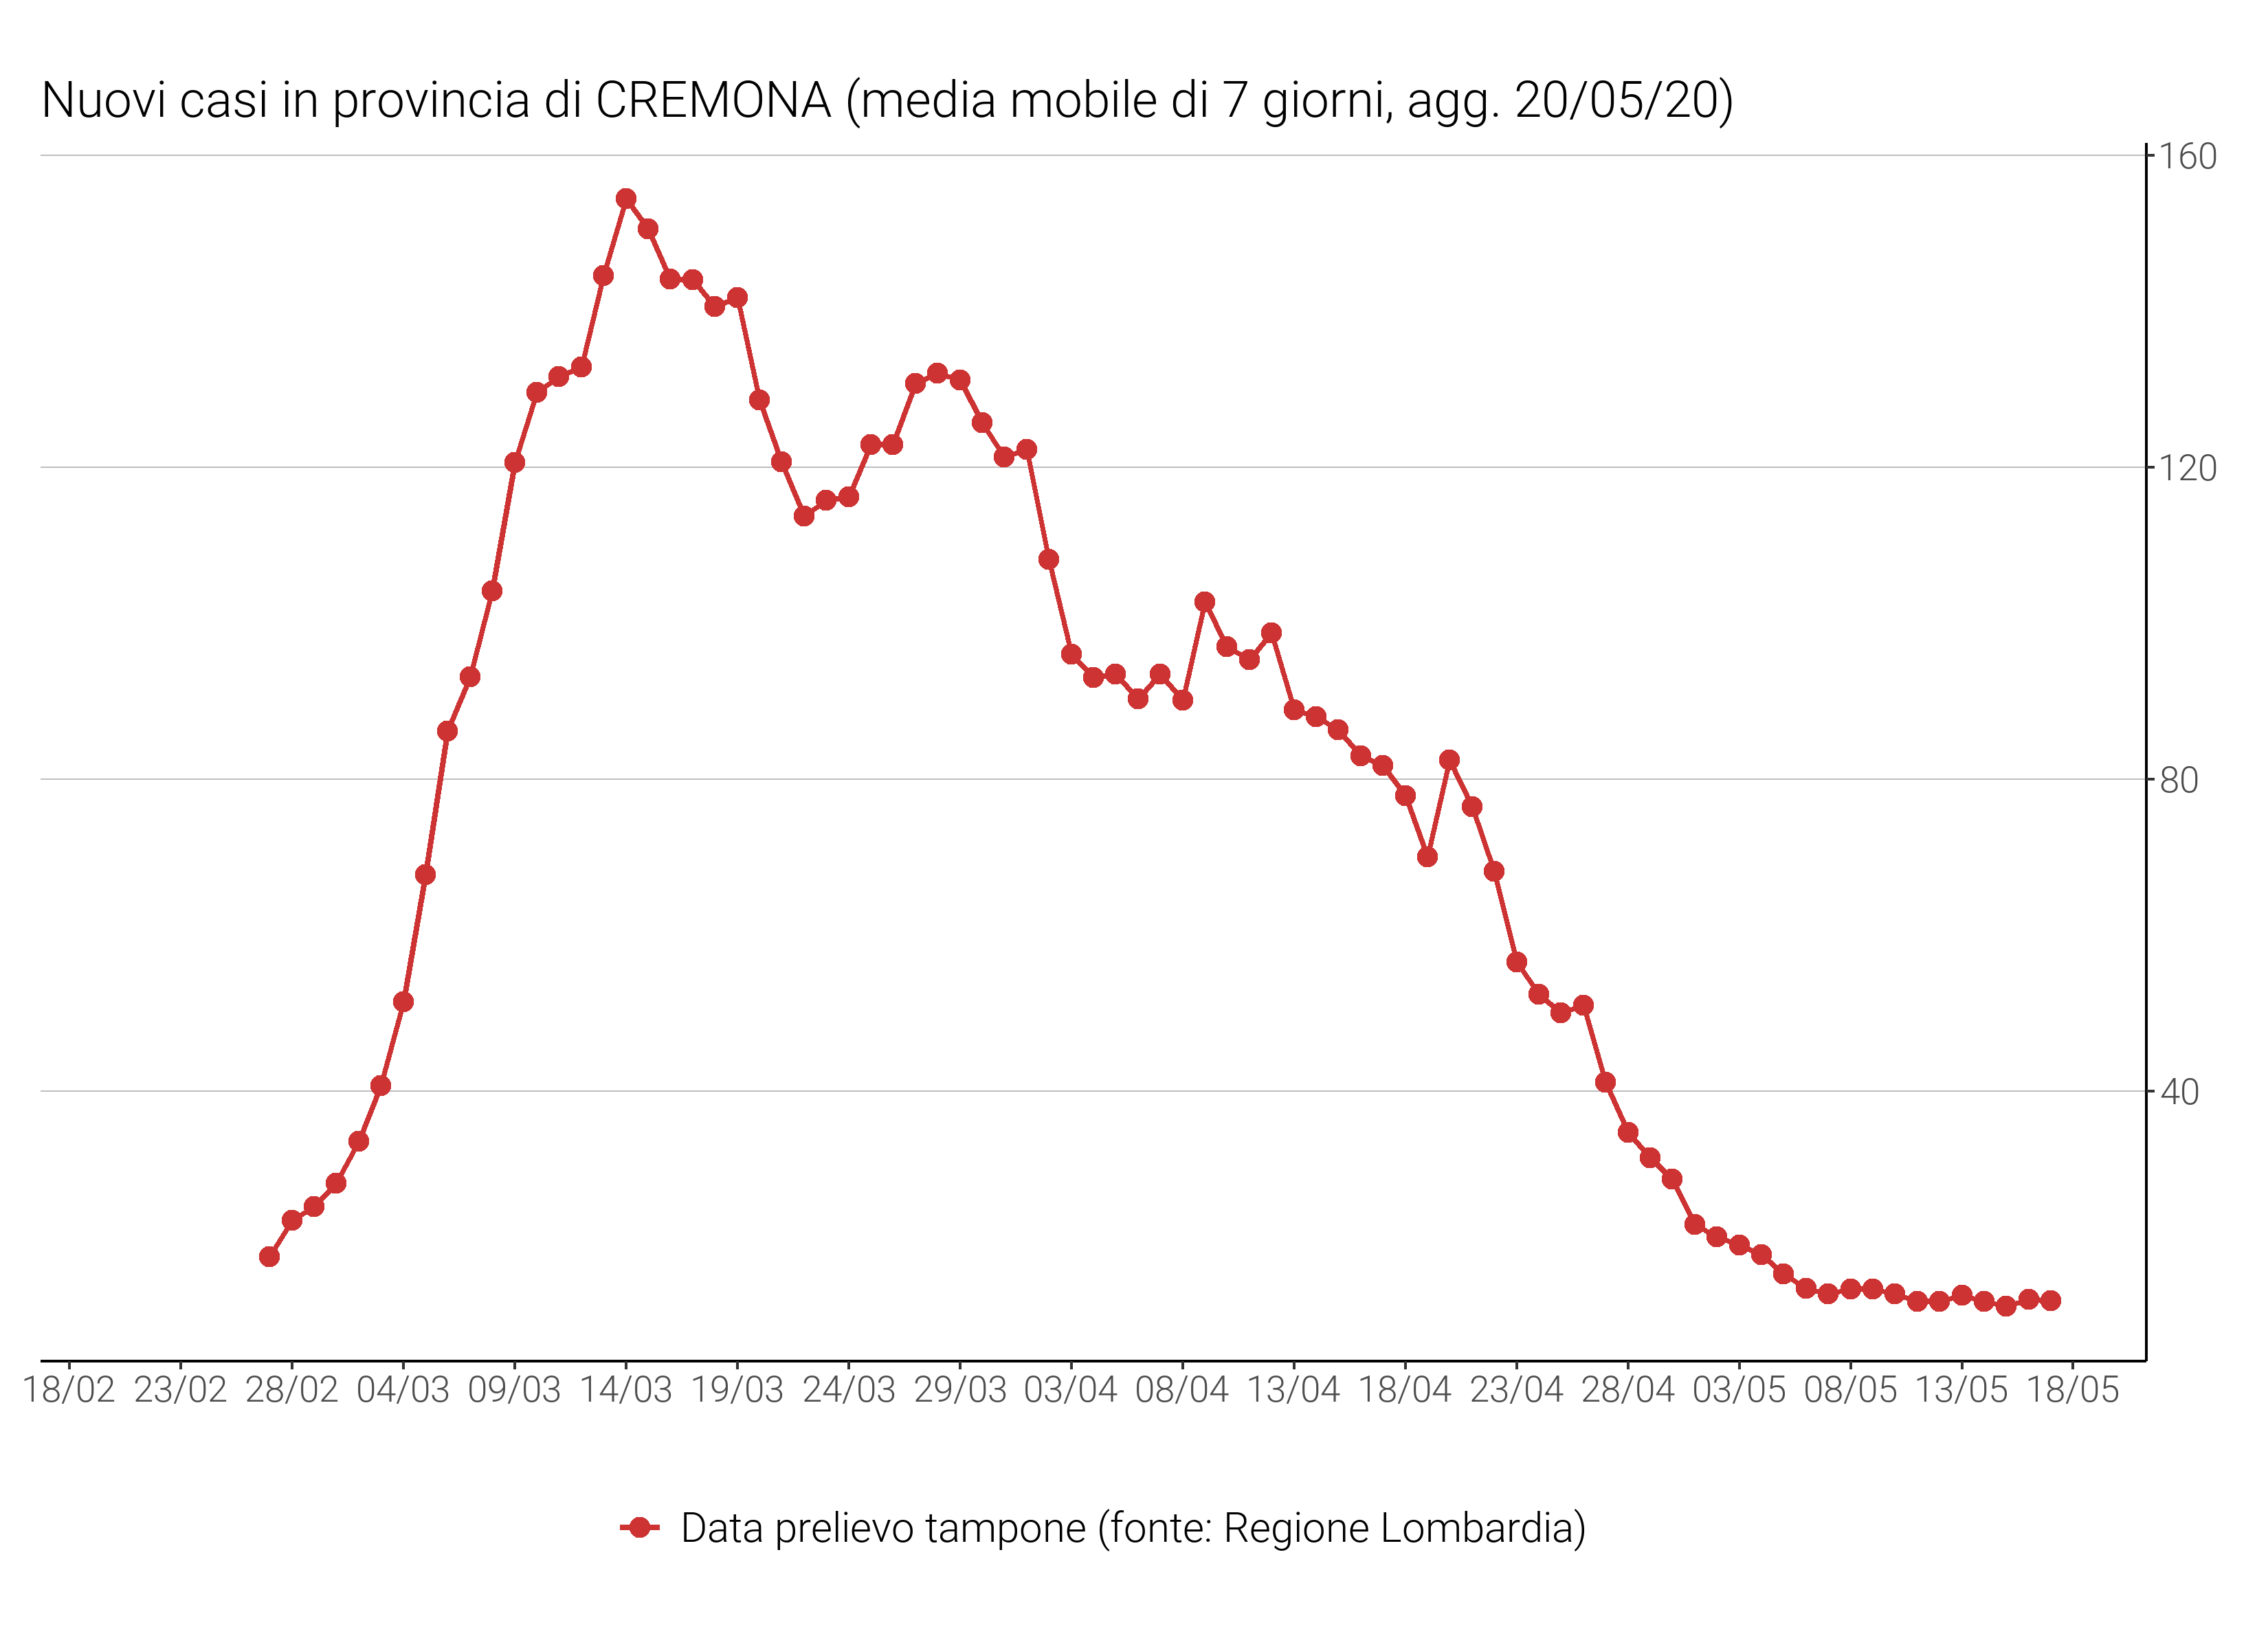 Nuovi casi in provincia di CREMONA (media mobile di 7 giorni, agg. 20/05/20)
160
120
80
40
18/02 23/02 28/02 04/03 09/03 14/03 19/03 24/03 29/03 03/04 08/04 13/04 18/04 23/04 28/04 03/05 08/05 13/05 18/05
Data prelievo tampone (fonte: Regione Lombardia)